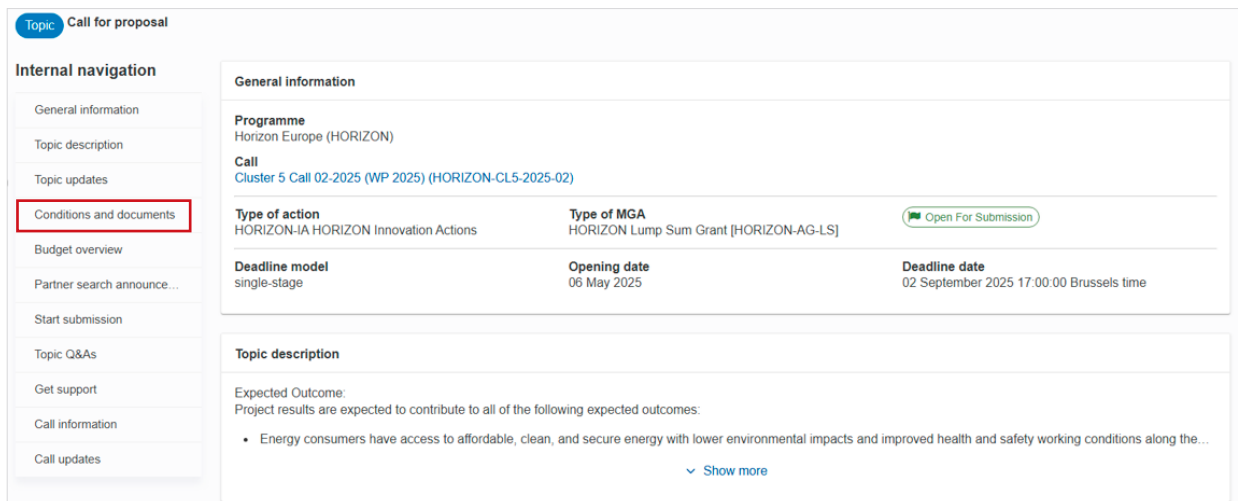 Topic Call for proposal
Internal navigation
General information
Topic description
Topic updates
Conditions and documents
Budget overview
Partner search announce...
Start submission
Topic Q&As
Get support
Call information
Call updates
General information
Programme
Horizon Europe (HORIZON)
Call
Cluster 5 Call 02-2025 (WP 2025) (HORIZON-CL5-2025-02)
Type of action Type of MGA Open For Submission
HORIZON-IA HORIZON Innovation Actions HORIZON Lump Sum Grant [HORIZON-AG-LS]
Deadline model Opening date Deadline date
single-stage 06 May 2025 02 September 2025 17:00:00 Brussels time
Topic description
Expected Outcome:
Project results are expected to contribute to all of the following expected outcomes:
• Energy consumers have access to affordable, clean, and secure energy with lower environmental impacts and improved health and safety working conditions along the...
Show more